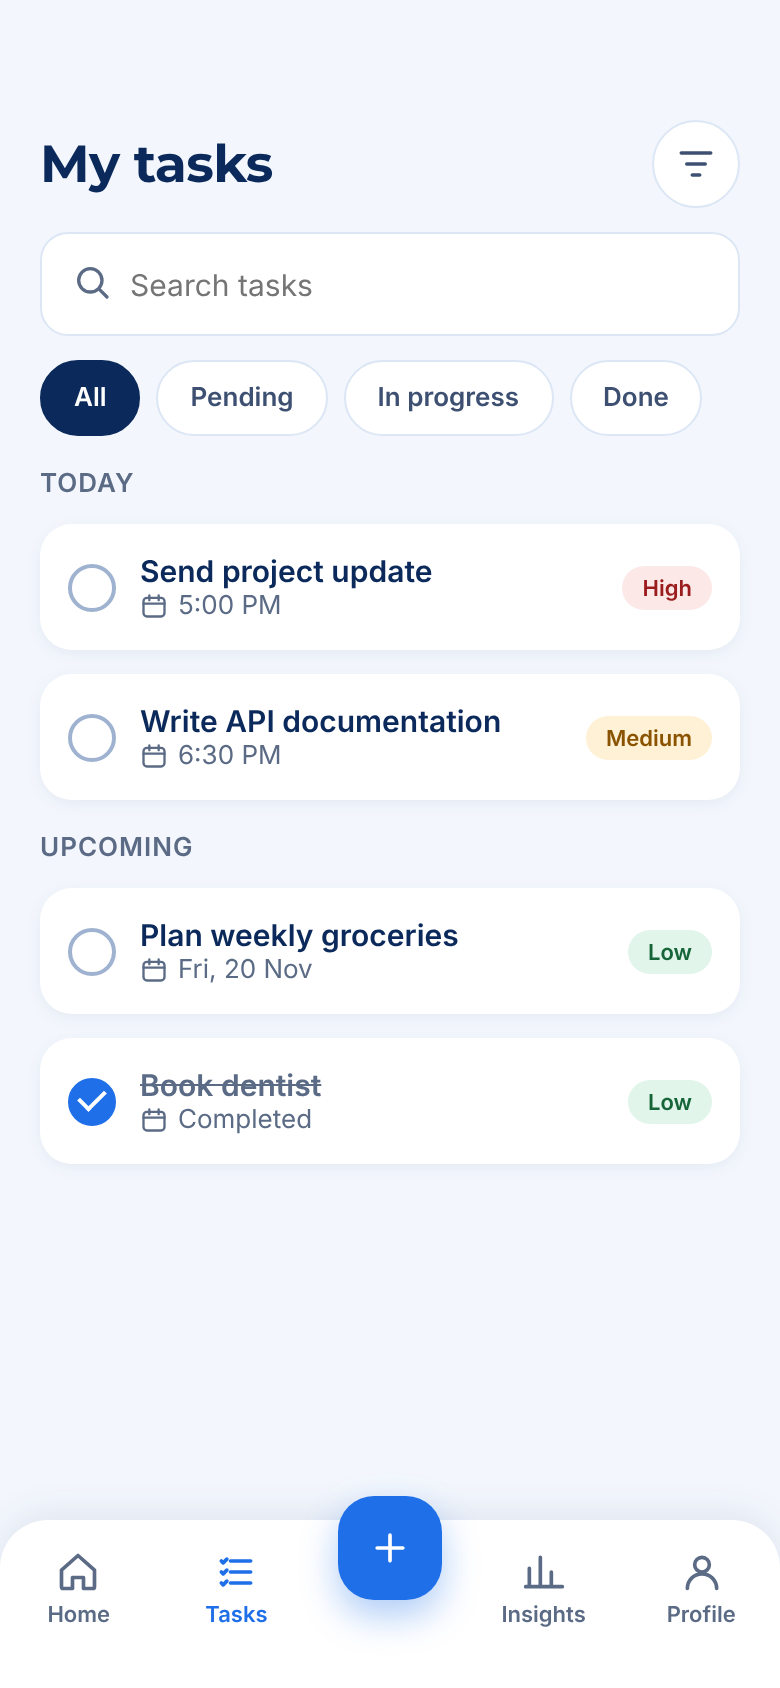 My tasks
Search tasks
All
Pending
In progress
Done
TODAY
Send project update
5:00 PM
High
Write API documentation
6:30 PM
Medium
UPCOMING
Plan weekly groceries
Fri, 20 Nov
Low
Book dentist
Completed
Low
Home
Tasks
Insights
Profile